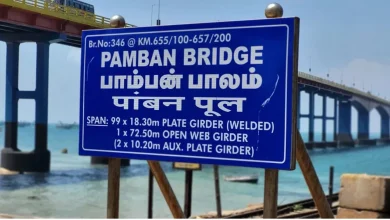 Br.No:346 @ KM.655/100-657/200
PAMBAN BRIDGE
பாம்பன் பாலம்
पांबन पूल
SPAN: 99 x 18.30m PLATE GIRDER (WELDED)
1 x 72.50m OPEN WEB GIRDER
(2 x 10.20m AUX. PLATE GIRDER)